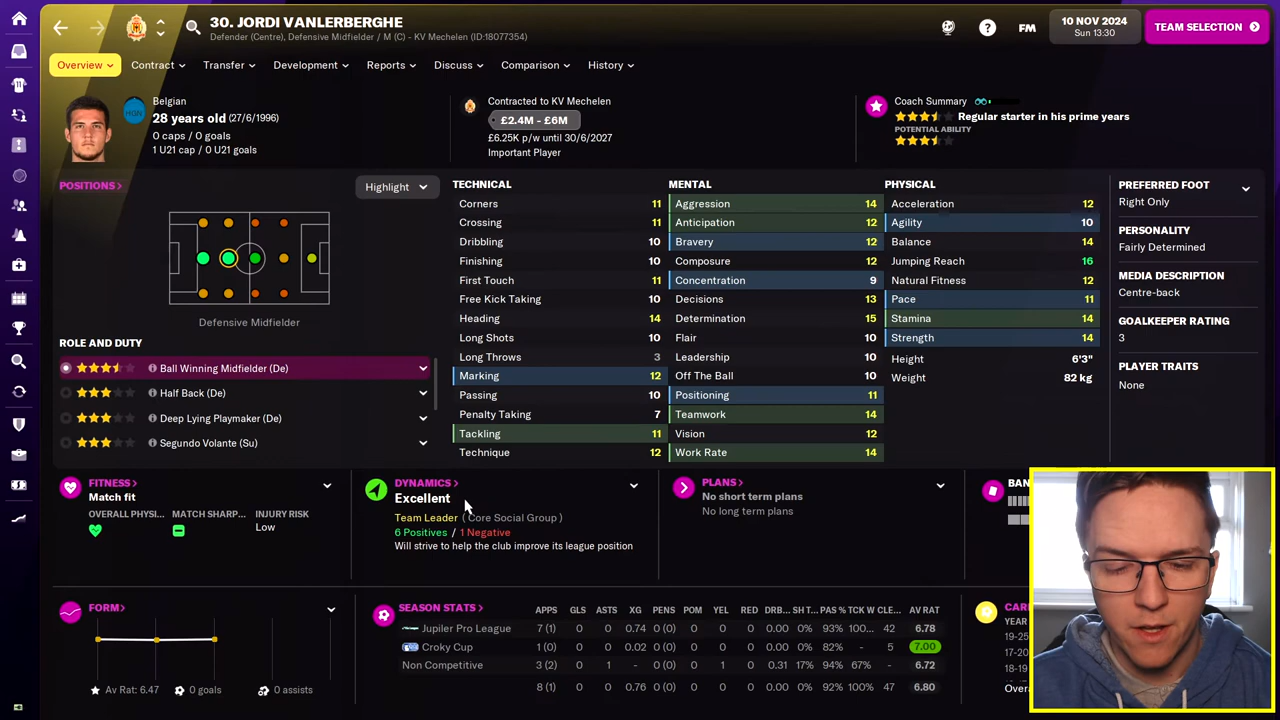 30. JORDI VANLERBERGHE
Defender (Centre), Defensive Midfielder / M (C) - KV Mechelen (ID:18077354)
FM
10 NOV 2024
Sun 13:30
TEAM SELECTION
Overview
Contract
Transfer
Development
Reports
Discuss
Comparison
History
HGN
Belgian
28 years old (27/6/1996)
0 caps / 0 goals
1 U21 cap / 0 U21 goals
Contracted to KV Mechelen
£2.4M - £6M
£6.25K p/w until 30/6/2027
Important Player
Coach Summary
Regular starter in his prime years
POTENTIAL ABILITY
POSITIONS
Highlight
Defensive Midfielder
ROLE AND DUTY
Ball Winning Midfielder (De)
Half Back (De)
Deep Lying Playmaker (De)
Segundo Volante (Su)
TECHNICAL
Corners 11
Crossing 11
Dribbling 10
Finishing 10
First Touch 11
Free Kick Taking 10
Heading 14
Long Shots 10
Long Throws 3
Marking 12
Passing 10
Penalty Taking 7
Tackling 11
Technique 12
MENTAL
Aggression 14
Anticipation 12
Bravery 12
Composure 12
Concentration 9
Decisions 13
Determination 15
Flair 10
Leadership 10
Off The Ball 10
Positioning 11
Teamwork 14
Vision 12
Work Rate 14
PHYSICAL
Acceleration 12
Agility 10
Balance 14
Jumping Reach 16
Natural Fitness 12
Pace 11
Stamina 14
Strength 14
Height 6'3"
Weight 82 kg
PREFERRED FOOT
Right Only
PERSONALITY
Fairly Determined
MEDIA DESCRIPTION
Centre-back
GOALKEEPER RATING
3
PLAYER TRAITS
None
FITNESS
Match fit
OVERALL PHYSI... MATCH SHARP... INJURY RISK
Low
DYNAMICS
Excellent
Team Leader (Core Social Group)
6 Positives / 1 Negative
Will strive to help the club improve its league position
PLANS
No short term plans
No long term plans
BAN
FORM
Av Rat: 6.47 0 goals 0 assists
SEASON STATS APPS GLS ASTS XG PENS POM YEL RED DRB... SH T... PAS % TCK W CLE... AV RAT
Jupiler Pro League 7 (1) 0 0 0.74 0 (0) 0 0 0 0.00 0 93% 100... 42 6.78
Croky Cup 1 (0) 0 0 0.02 0 (0) 0 0 0 0.00 0 82% - 5 7.00
Non Competitive 3 (2) 0 1 - 0 (0) 0 1 0 0.31 17% 94% 67% - 6.72
8 (1) 0 0 0.76 0 (0) 0 0 0 0.00 0 92% 100% 47 6.80
CARE
YEAR
19-25
17-20
18-19
Over